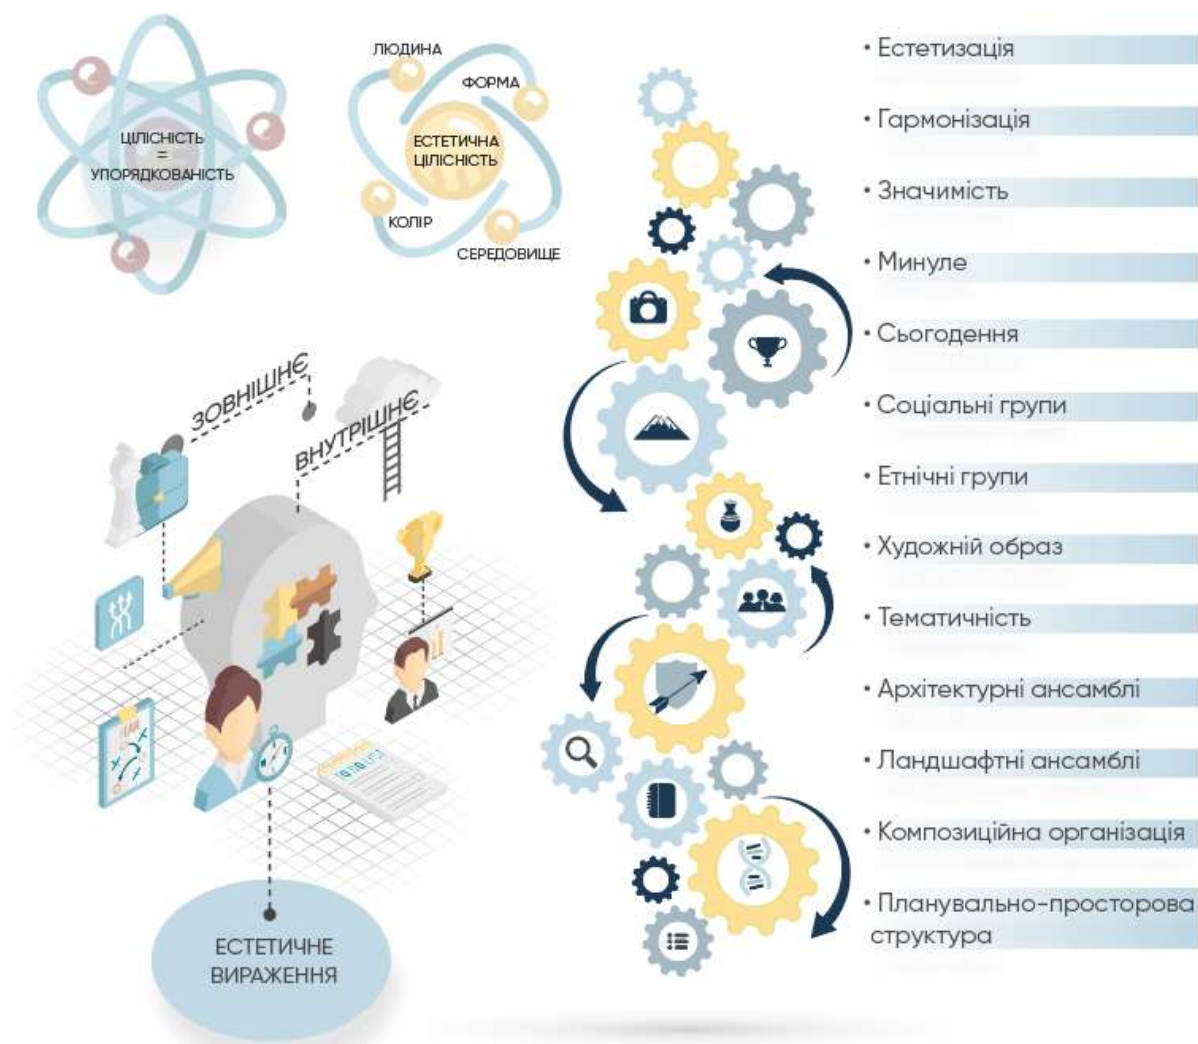 ЦІЛІСНІСТЬ
=
УПОРЯДКОВАНІСТЬ
ЛЮДИНА
ФОРМА
ЕСТЕТИЧНА
ЦІЛІСНІСТЬ
КОЛІР
СЕРЕДОВИЩЕ
ЗОВНІШНЄ
ВНУТРІШНЄ
ЕСТЕТИЧНЕ
ВИРАЖЕННЯ
• Естетизація
• Гармонізація
• Значимість
• Минуле
• Сьогодення
• Соціальні групи
• Етнічні групи
• Художній образ
• Тематичність
• Архітектурні ансамблі
• Ландшафтні ансамблі
• Композиційна організація
• Планувально-просторова
структура